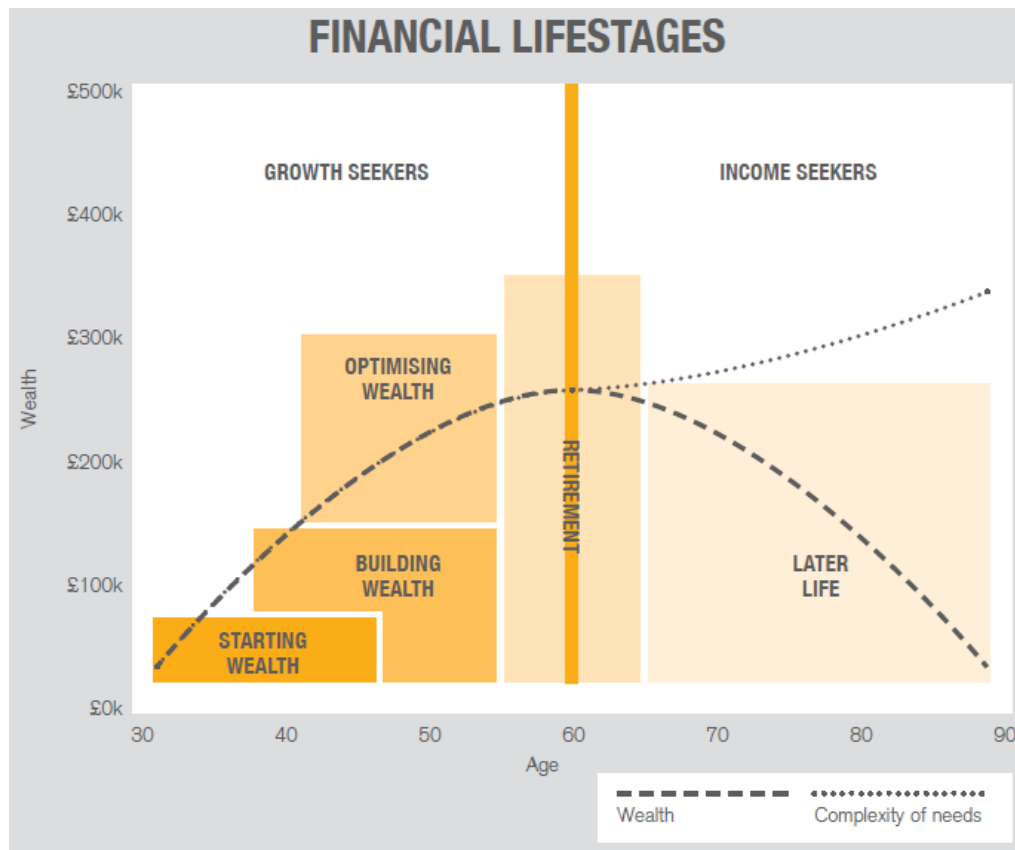 FINANCIAL LIFESTAGES
£500k
£400k
£300k
£200k
£100k
£0k
Wealth
GROWTH SEEKERS
INCOME SEEKERS
OPTIMISING
WEALTH
BUILDING
WEALTH
STARTING
WEALTH
RETIREMENT
LATER
LIFE
30 40 50 60 70 80 90
Age
Wealth
Complexity of needs